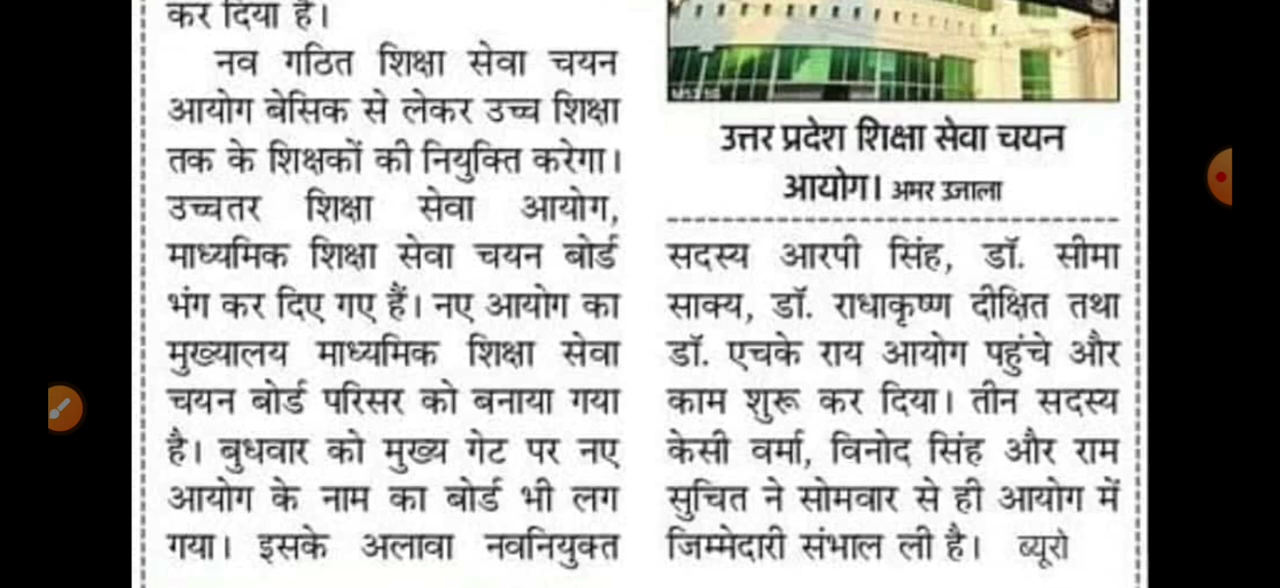 कर दिया है।
नव गठित शिक्षा सेवा चयन
आयोग बेसिक से लेकर उच्च शिक्षा
तक के शिक्षकों की नियुक्ति करेगा।
उच्चतर शिक्षा सेवा आयोग,
माध्यमिक शिक्षा सेवा चयन बोर्ड
भंग कर दिए गए हैं। नए आयोग का
मुख्यालय माध्यमिक शिक्षा सेवा
चयन बोर्ड परिसर को बनाया गया
है। बुधवार को मुख्य गेट पर नए
आयोग के नाम का बोर्ड भी लग
गया। इसके अलावा नवनियुक्त
उत्तर प्रदेश शिक्षा सेवा चयन
आयोग। अमर उजाला
सदस्य आरपी सिंह, डॉ. सीमा
साक्य, डॉ. राधाकृष्ण दीक्षित तथा
डॉ. एचके राय आयोग पहुंचे और
काम शुरू कर दिया। तीन सदस्य
केसी वर्मा, विनोद सिंह और राम
सुचित ने सोमवार से ही आयोग में
जिम्मेदारी संभाल ली है। ब्यूरो